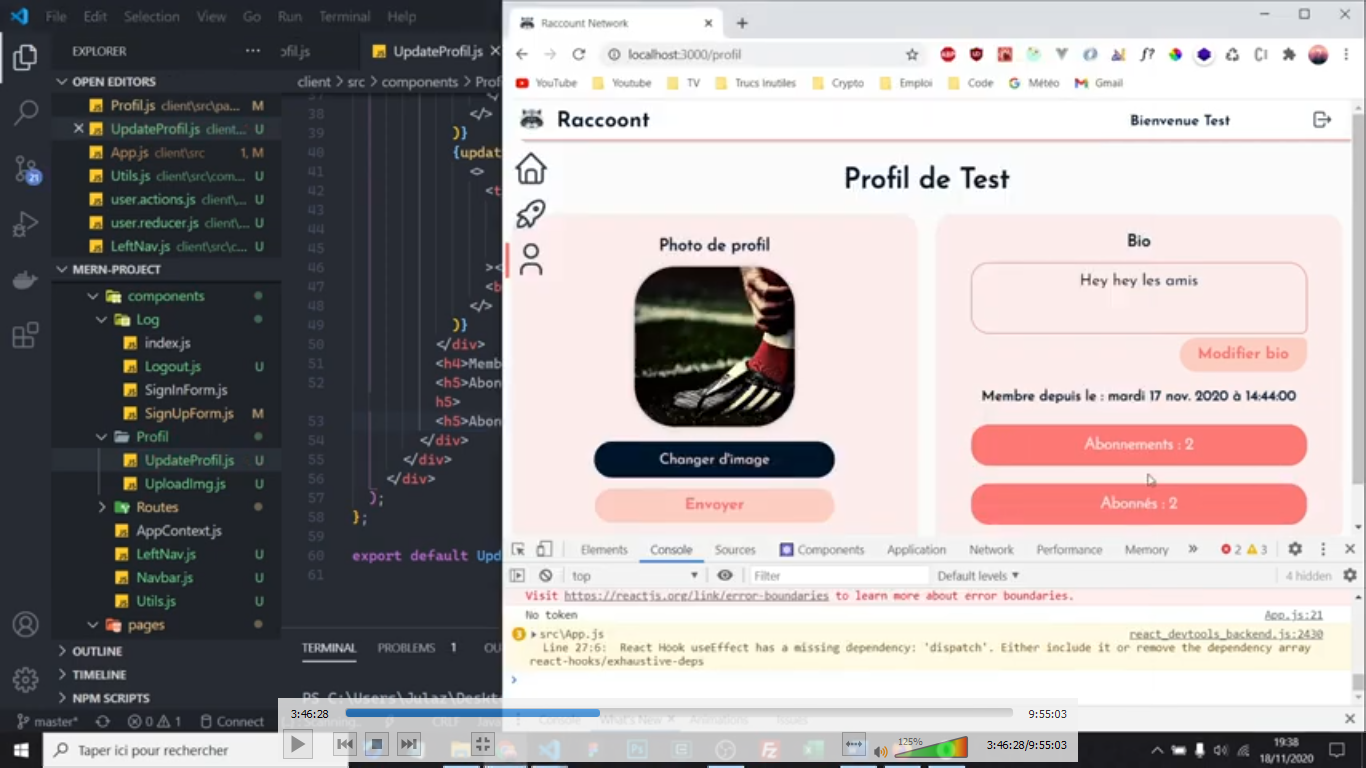 File Edit Selection View Go Run Terminal Help
EXPLORER
OPEN EDITORS
Profil.js client\src\pa... M
UpdateProfil.js client... U
App.js client\src 1, M
Utils.js client\src\com... U
user.actions.js client\... U
user.reducer.js client\... U
LeftNav.js client\src\c... U
MERN-PROJECT
components
Log
index.js
Logout.js U
SignInForm.js
SignUpForm.js M
Profil
UpdateProfil.js U
UploadImg.js U
Routes
AppContext.js
LeftNav.js U
Navbar.js U
Utils.js U
pages
OUTLINE
TIMELINE
NPM SCRIPTS
master* 0 1 Connect
ofil.js UpdateProfil.js
client > src > components > Prof
37 </
38 </>
39 )}
40 {updat
41 <>
42 <t
43
44
45
46 ><
47 <b
48 </>
49 )}
50 </div>
51 <h4>Memb
52 <h5>Abon
h5>
53 <h5>Abon
54 </div>
55 </div>
56 </div>
57 );
58 };
59
60 export default Upd
61
TERMINAL PROBLEMS 1 OU
PS C:\Users\Julaz\Deskt
Raccount Network
localhost:3000/profil
YouTube Youtube TV Trucs Inutiles Crypto Emploi Code Météo Gmail
Raccoont
Bienvenue Test
Profil de Test
Photo de profil
Changer d'image
Envoyer
Bio
Hey hey les amis
Modifier bio
Membre depuis le : mardi 17 nov. 2020 à 14:44:00
Abonnements : 2
Abonnés : 2
Elements Console Sources Components Application Network Performance Memory » 2 3
top Filter Default levels 4 hidden
Visit https://reactjs.org/link/error-boundaries to learn more about error boundaries.
No token App.js:21
3 src\App.js react_devtools_backend.js:2430
Line 27:6: React Hook useEffect has a missing dependency: 'dispatch'. Either include it or remove the dependency array
react-hooks/exhaustive-deps
Console What's New Animations Issues
3:46:28 9:55:03
125% 3:46:28/9:55:03
Taper ici pour rechercher
19:38
18/11/2020